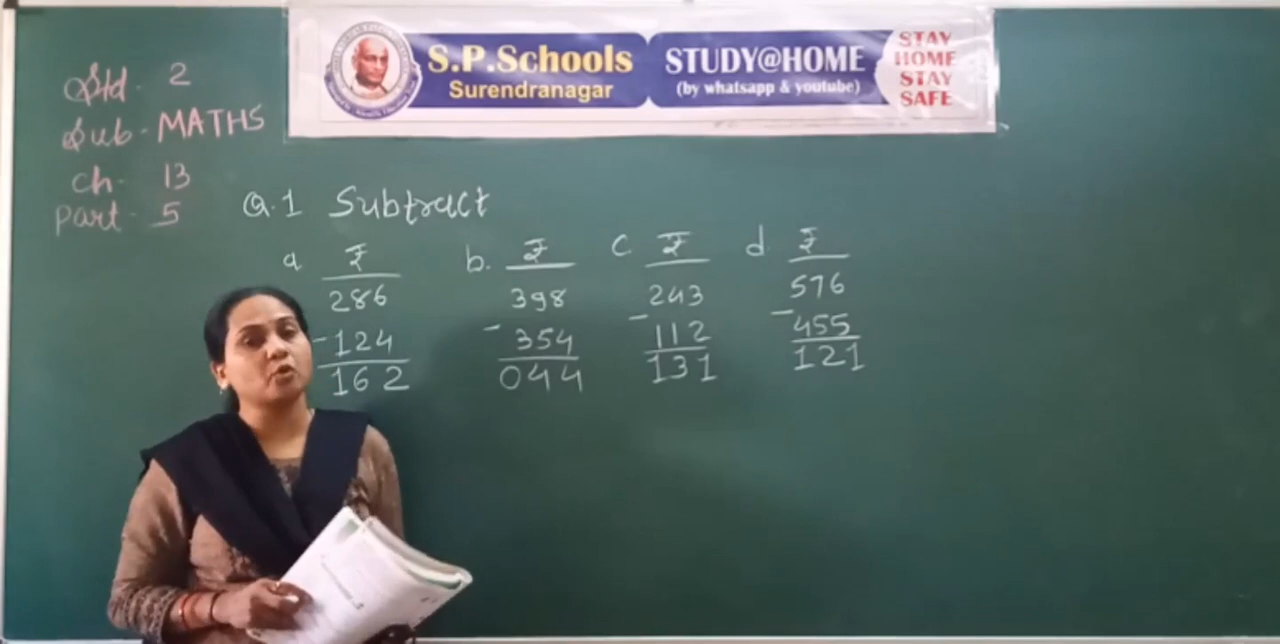 S.P.Schools
Surendranagar
STUDY@HOME
(by whatsapp & youtube)
STAY
HOME
STAY
SAFE
Std. 2
Sub- MATHS
Ch- 13
Part- 5
Q.1 Subtract
a. ₹ b. ₹ c. ₹ d. ₹
286 398 243 576
-124 -354 -112 -455
162 044 131 121